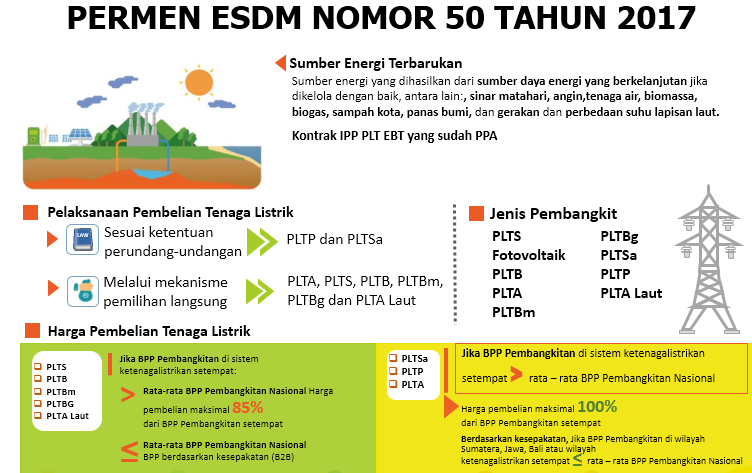 PERMEN ESDM NOMOR 50 TAHUN 2017
Sumber Energi Terbarukan
Sumber energi yang dihasilkan dari sumber daya energi yang berkelanjutan jika
dikelola dengan baik, antara lain:, sinar matahari, angin,tenaga air, biomassa,
biogas, sampah kota, panas bumi, dan gerakan dan perbedaan suhu lapisan laut.
Kontrak IPP PLT EBT yang sudah PPA
Pelaksanaan Pembelian Tenaga Listrik
LAW
Sesuai ketentuan
perundang-undangan
PLTP dan PLTSa
Melalui mekanisme
pemilihan langsung
PLTA, PLTS, PLTB, PLTBm,
PLTBg dan PLTA Laut
Jenis Pembangkit
PLTS
Fotovoltaik
PLTB
PLTA
PLTBm
PLTBg
PLTSa
PLTP
PLTA Laut
Harga Pembelian Tenaga Listrik
PLTS
PLTB
PLTBm
PLTBG
PLTA Laut
Jika BPP Pembangkitan di sistem
ketenagalistrikan setempat:
> Rata-rata BPP Pembangkitan Nasional Harga
pembelian maksimal 85%
dari BPP Pembangkitan setempat
≤ Rata-rata BPP Pembangkitan Nasional
BPP berdasarkan kesepakatan (B2B)
PLTSa
PLTP
PLTA
Jika BPP Pembangkitan di sistem ketenagalistrikan
setempat > rata – rata BPP Pembangkitan Nasional
Harga pembelian maksimal 100%
dari BPP Pembangkitan setempat
Berdasarkan kesepakatan, Jika BPP Pembangkitan di wilayah
Sumatera, Jawa, Bali atau wilayah
ketenagalistrikan setempat ≤ rata – rata BPP Pembangkitan Nasional